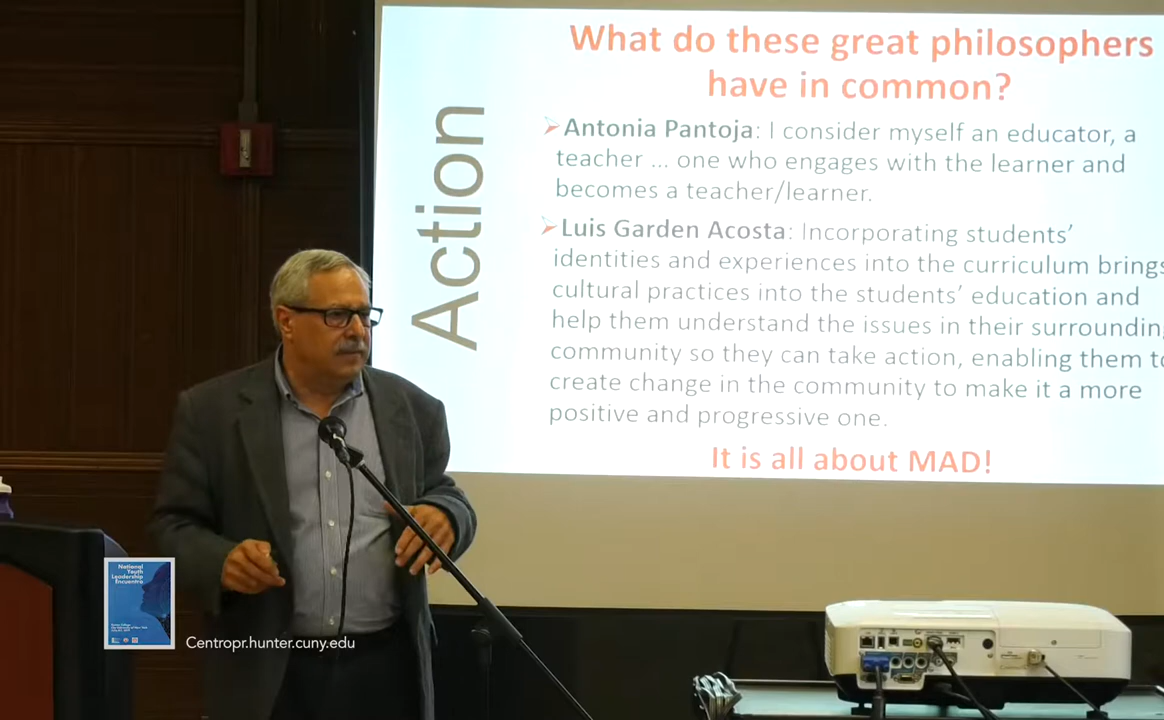 What do these great philosophers
have in common?
Action
Antonia Pantoja: I consider myself an educator, a
teacher ... one who engages with the learner and
becomes a teacher/learner.
Luis Garden Acosta: Incorporating students'
identities and experiences into the curriculum brings
cultural practices into the students' education and
help them understand the issues in their surrounding
community so they can take action, enabling them to
create change in the community to make it a more
positive and progressive one.
It is all about MAD!
National
Youth
Leadership
Encuentro
Centropr.hunter.cuny.edu